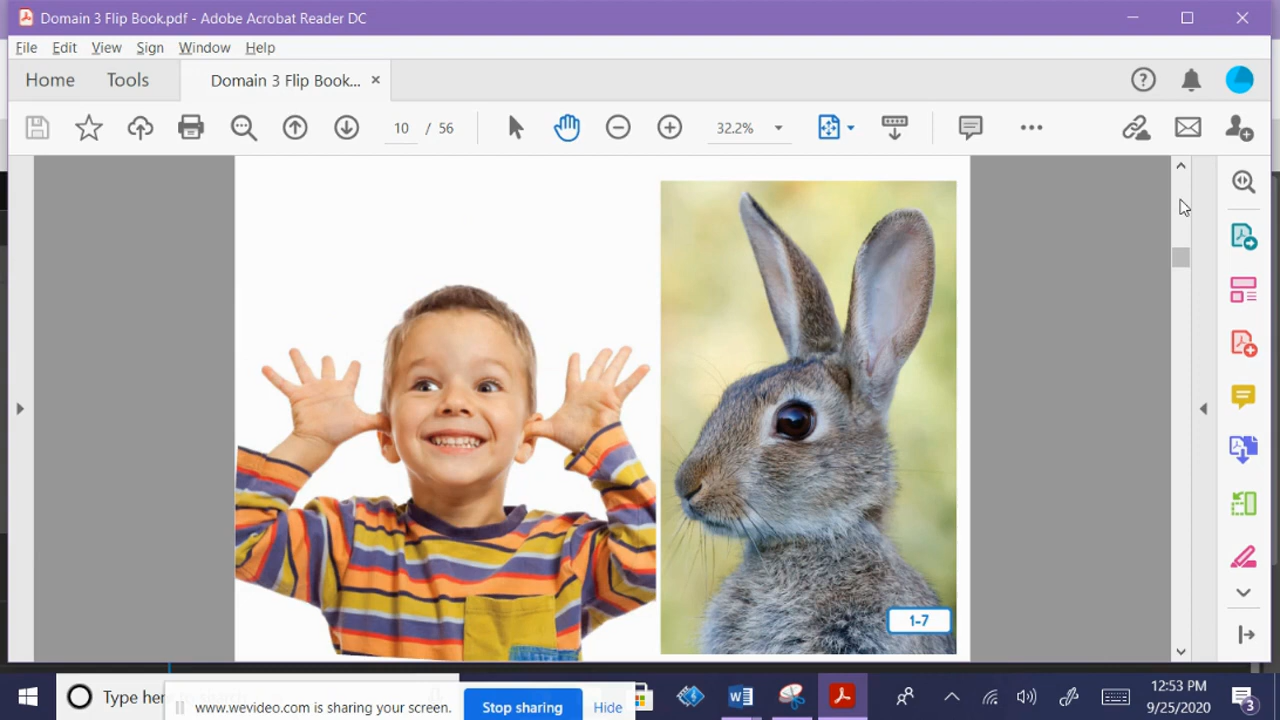 Domain 3 Flip Book.pdf - Adobe Acrobat Reader DC
File Edit View Sign Window Help
Home Tools Domain 3 Flip Book...
10 / 56 32.2%
1-7
Type here
www.wevideo.com is sharing your screen. Stop sharing Hide
12:53 PM
9/25/2020
3